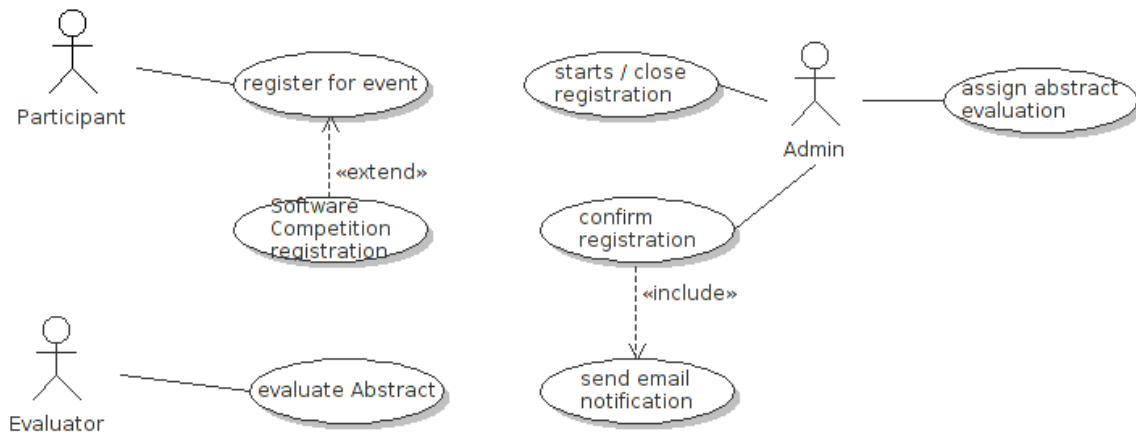 Participant
register for event
«extend»
Software
Competition
registration
Evaluator
evaluate Abstract
starts / close
registration
Admin
assign abstract
evaluation
confirm
registration
«include»
send email
notification